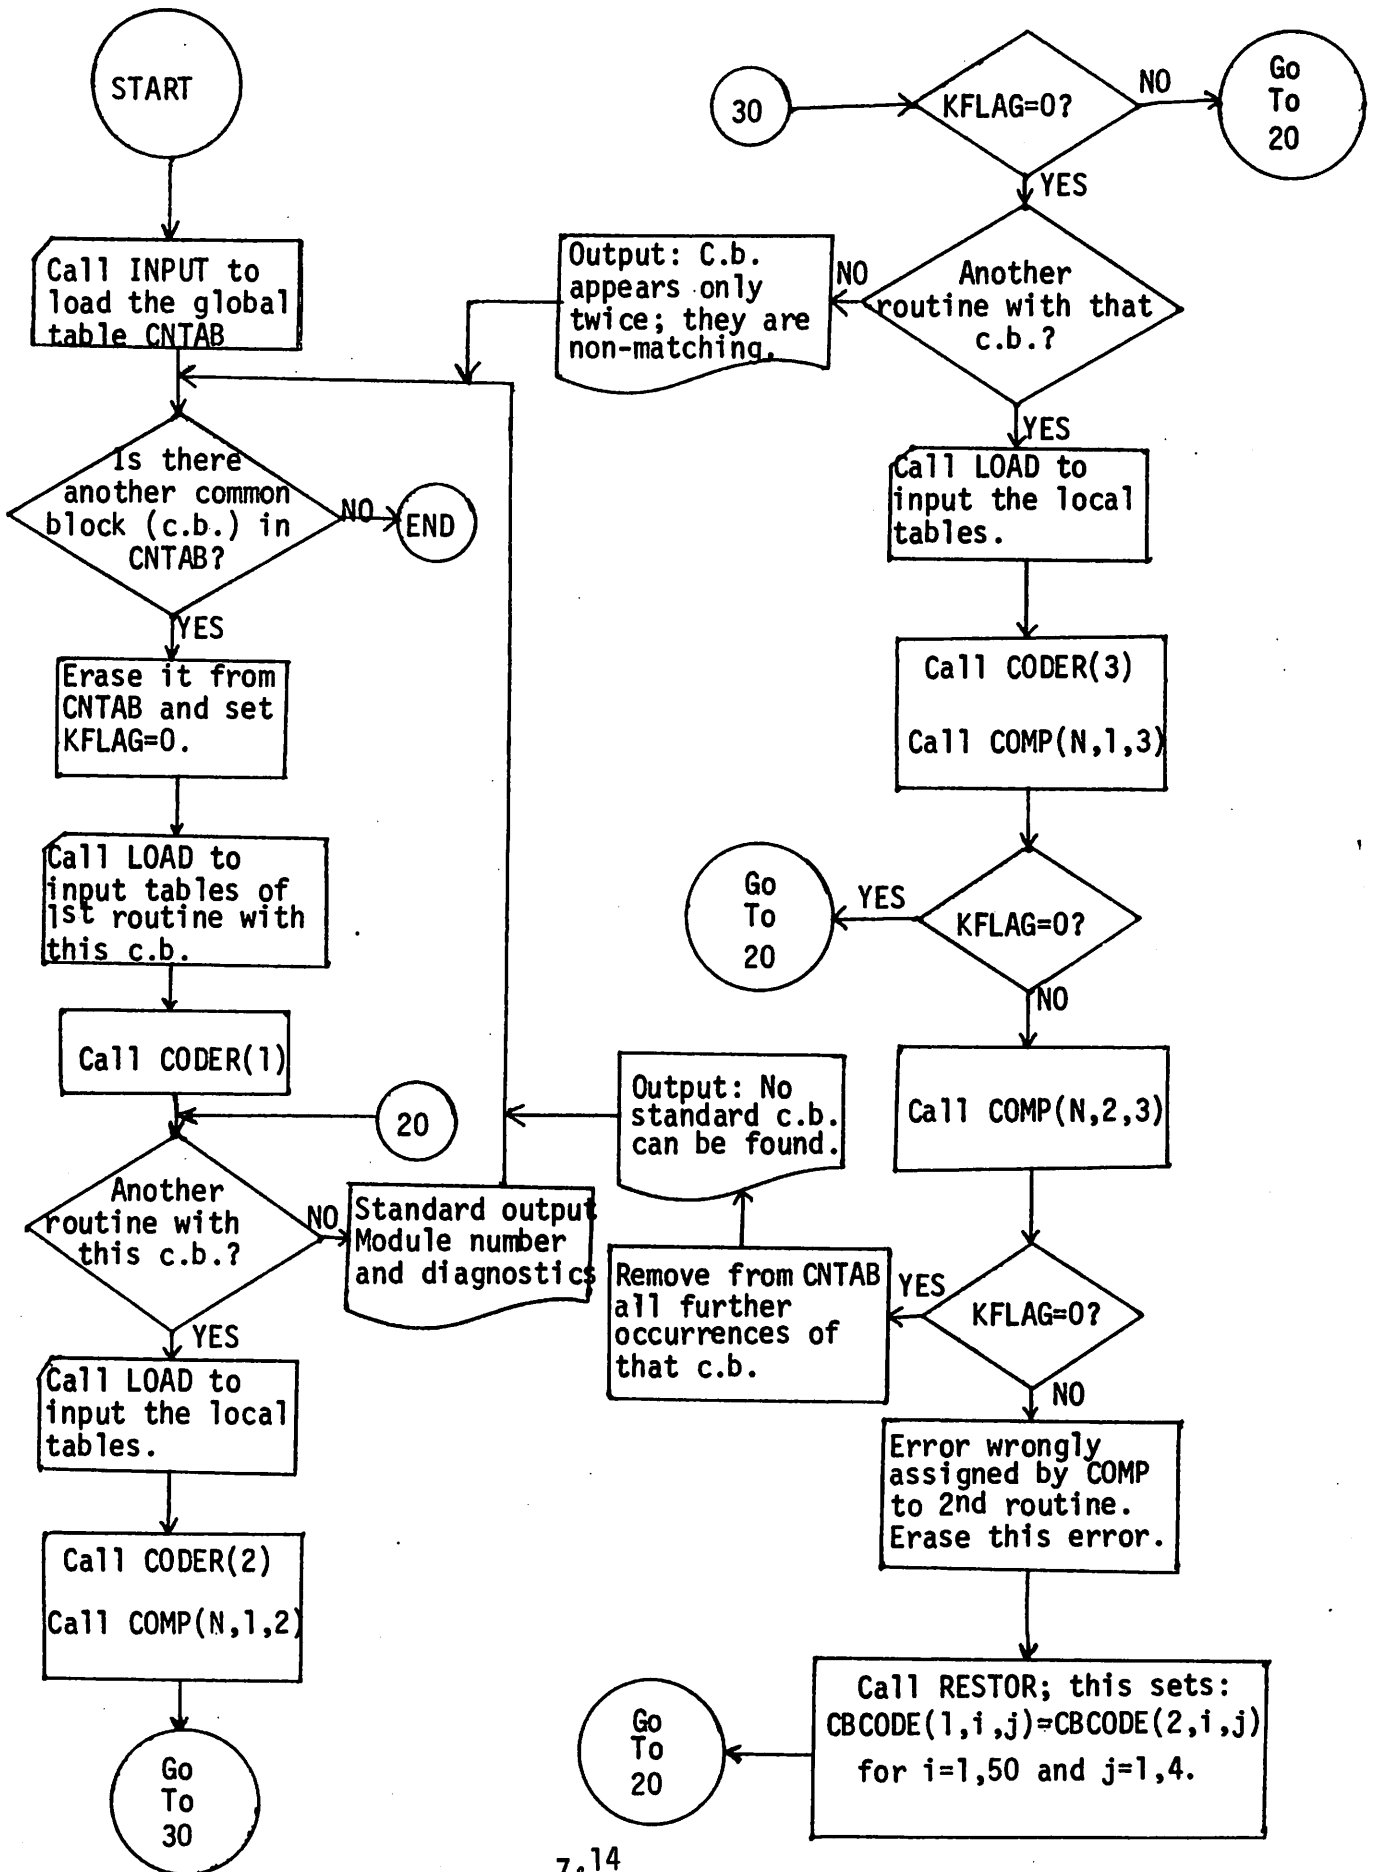 START
Call INPUT to
load the global
table CNTAB
Is there
another common
block (c.b.) in
CNTAB?
NO
END
YES
Erase it from
CNTAB and set
KFLAG=0.
Call LOAD to
input tables of
1st routine with
this c.b.
Call CODER(1)
20
Another
routine with
this c.b.?
NO
Standard output
Module number
and diagnostics
YES
Call LOAD to
input the local
tables.
Call CODER(2)
Call COMP(N,1,2)
Go
To
30
30
KFLAG=0?
NO
Go
To
20
YES
Another
routine with that
c.b.?
NO
Output: C.b.
appears only
twice; they are
non-matching.
YES
Call LOAD to
input the local
tables.
Call CODER(3)
Call COMP(N,1,3)
KFLAG=0?
YES
Go
To
20
NO
Call COMP(N,2,3)
KFLAG=0?
YES
Remove from CNTAB
all further
occurrences of
that c.b.
Output: No
standard c.b.
can be found.
NO
Error wrongly
assigned by COMP
to 2nd routine.
Erase this error.
Call RESTOR; this sets:
CBCODE(1,i,j)=CBCODE(2,i,j)
for i=1,50 and j=1,4.
Go
To
20
7.14